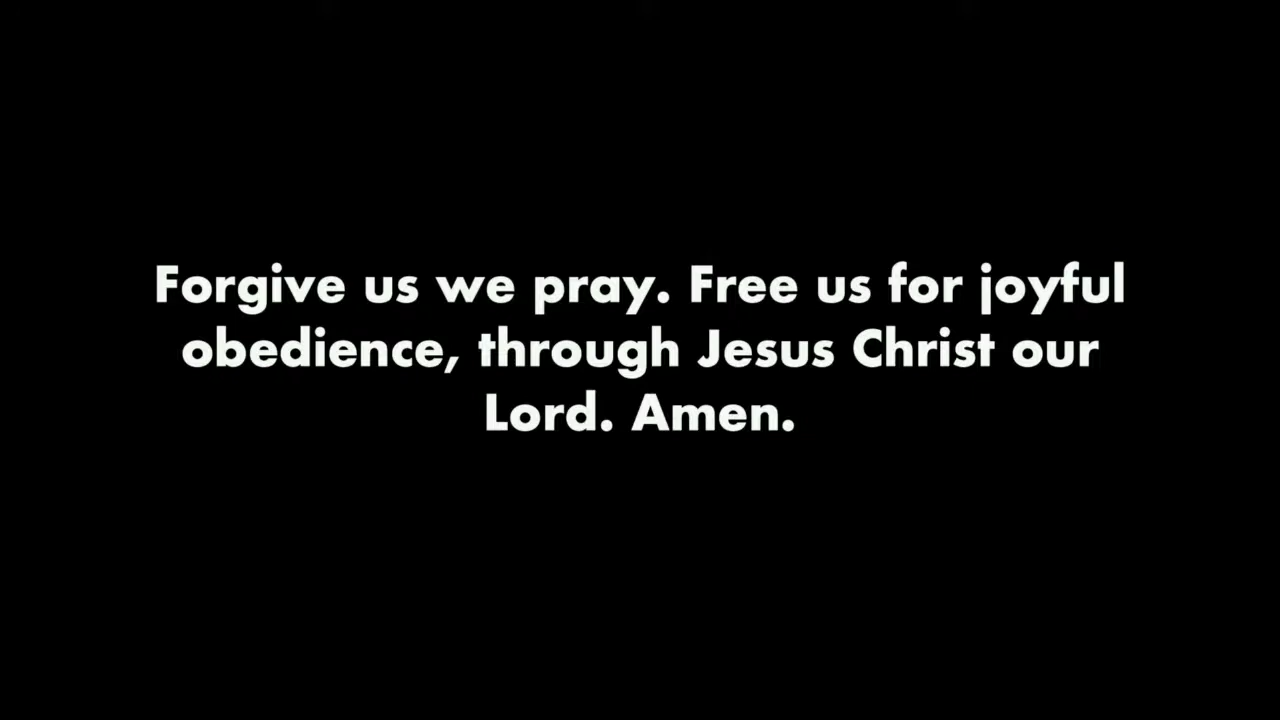 Forgive us we pray. Free us for joyful
obedience, through Jesus Christ our
Lord. Amen.